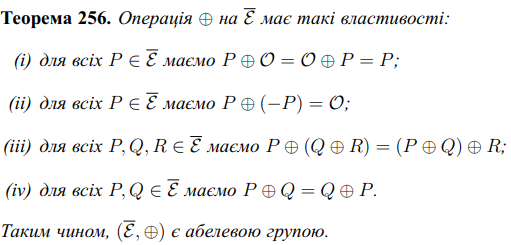 Теорема 256. Операція ⊕ на ℰ̅ має такі властивості:
(i) для всіх P ∈ ℰ̅ маємо P ⊕ 𝒪 = 𝒪 ⊕ P = P;
(ii) для всіх P ∈ ℰ̅ маємо P ⊕ (−P) = 𝒪;
(iii) для всіх P, Q, R ∈ ℰ̅ маємо P ⊕ (Q ⊕ R) = (P ⊕ Q) ⊕ R;
(iv) для всіх P, Q ∈ ℰ̅ маємо P ⊕ Q = Q ⊕ P.
Таким чином, (ℰ̅, ⊕) є абелевою групою.